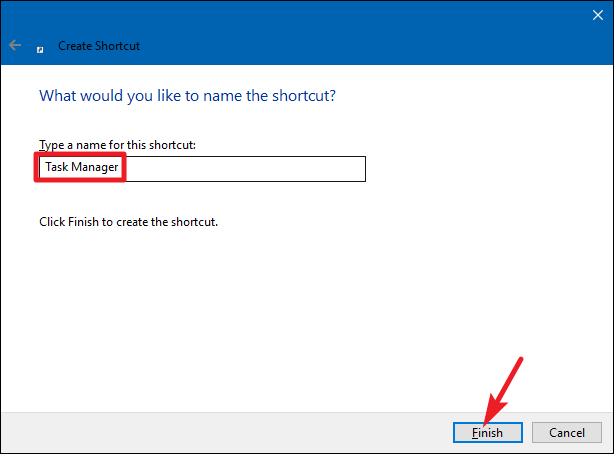 Create Shortcut
What would you like to name the shortcut?
Type a name for this shortcut:
Task Manager
Click Finish to create the shortcut.
Finish Cancel